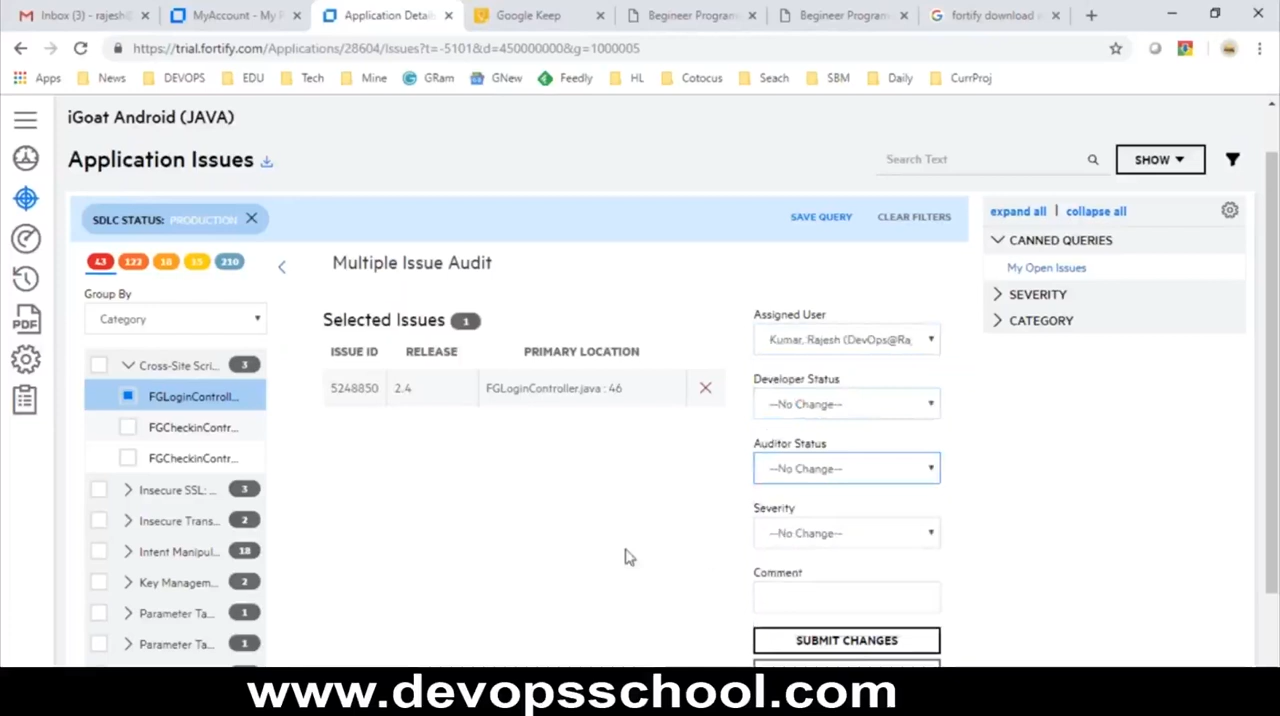 Inbox (3) - rajesh@
MyAccount - My P
Application Details
Google Keep
Begineer Program
Begineer Program
fortify download
https://trial.fortify.com/Applications/28604/Issues?t=-5101&d=450000000&g=1000005
Apps News DEVOPS EDU Tech Mine GRam GNew Feedly HL Cotocus Seach SBM Daily CurrProj
iGoat Android (JAVA)
Application Issues
Search Text
SHOW
SDLC STATUS: PRODUCTION
SAVE QUERY
CLEAR FILTERS
expand all | collapse all
CANNED QUERIES
My Open Issues
SEVERITY
CATEGORY
43 122 18 15 210
Group By
Category
Cross-Site Scri... 3
FGLoginControll...
FGCheckinContr...
FGCheckinContr...
Insecure SSL: ... 3
Insecure Trans... 2
Intent Manipul... 18
Key Managem... 2
Parameter Ta... 1
Parameter Ta... 1
PDF
Multiple Issue Audit
Selected Issues 1
ISSUE ID RELEASE PRIMARY LOCATION
5248850 2.4 FGLoginController.java : 46
Assigned User
Kumar, Rajesh (DevOps@Ra
Developer Status
--No Change--
Auditor Status
--No Change--
Severity
--No Change--
Comment
SUBMIT CHANGES
www.devopsschool.com